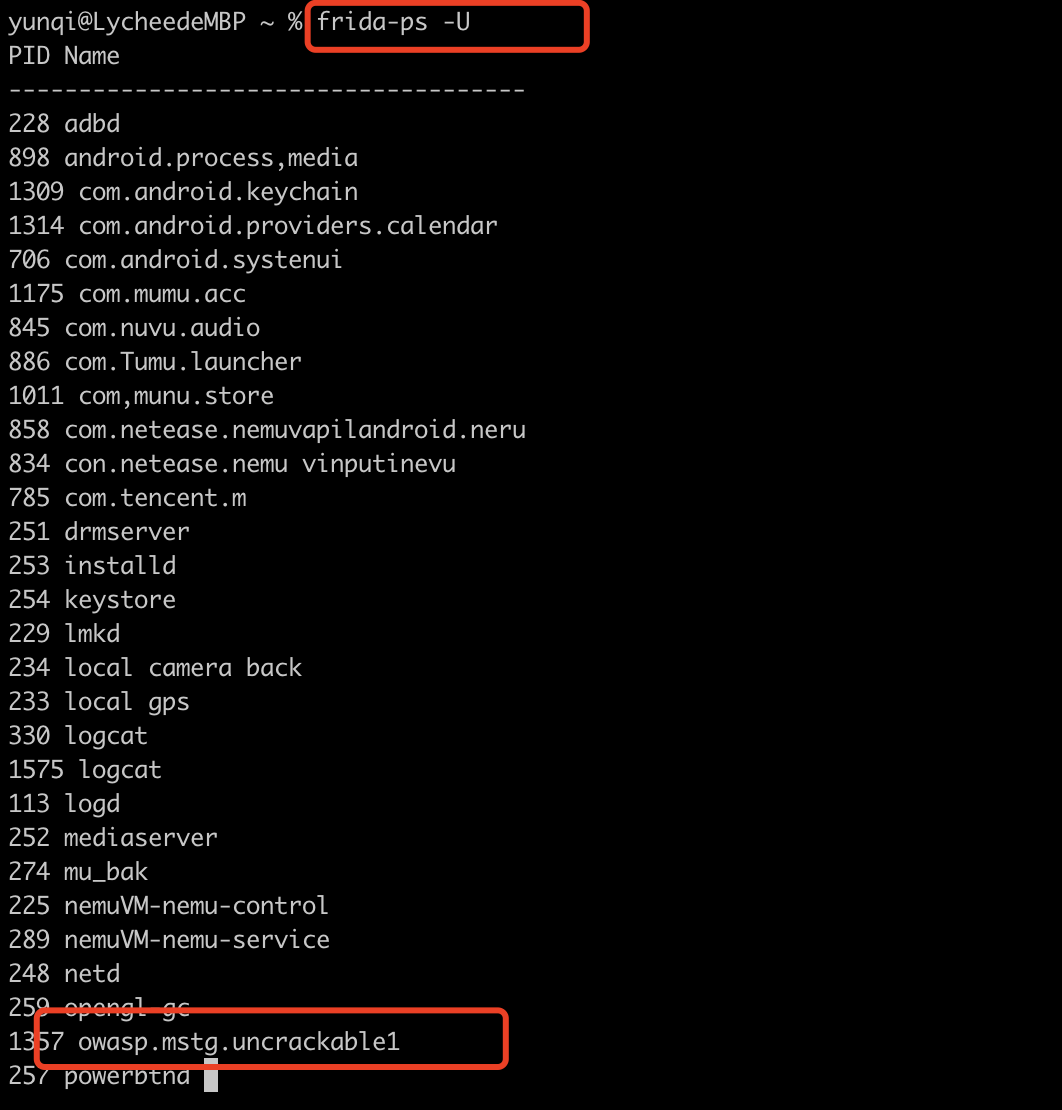 yunqi@LycheedeMBP ~ % frida-ps -U
PID Name
-------------------------------------
228 adbd
898 android.process,media
1309 com.android.keychain
1314 com.android.providers.calendar
706 com.android.systenui
1175 com.mumu.acc
845 com.nuvu.audio
886 com.Tumu.launcher
1011 com,munu.store
858 com.netease.nemuvapilandroid.neru
834 con.netease.nemu vinputinevu
785 com.tencent.m
251 drmserver
253 installd
254 keystore
229 lmkd
234 local camera back
233 local gps
330 logcat
1575 logcat
113 logd
252 mediaserver
274 mu_bak
225 nemuVM-nemu-control
289 nemuVM-nemu-service
248 netd
259 opengl gc
1357 owasp.mstg.uncrackable1
257 powerbtnd